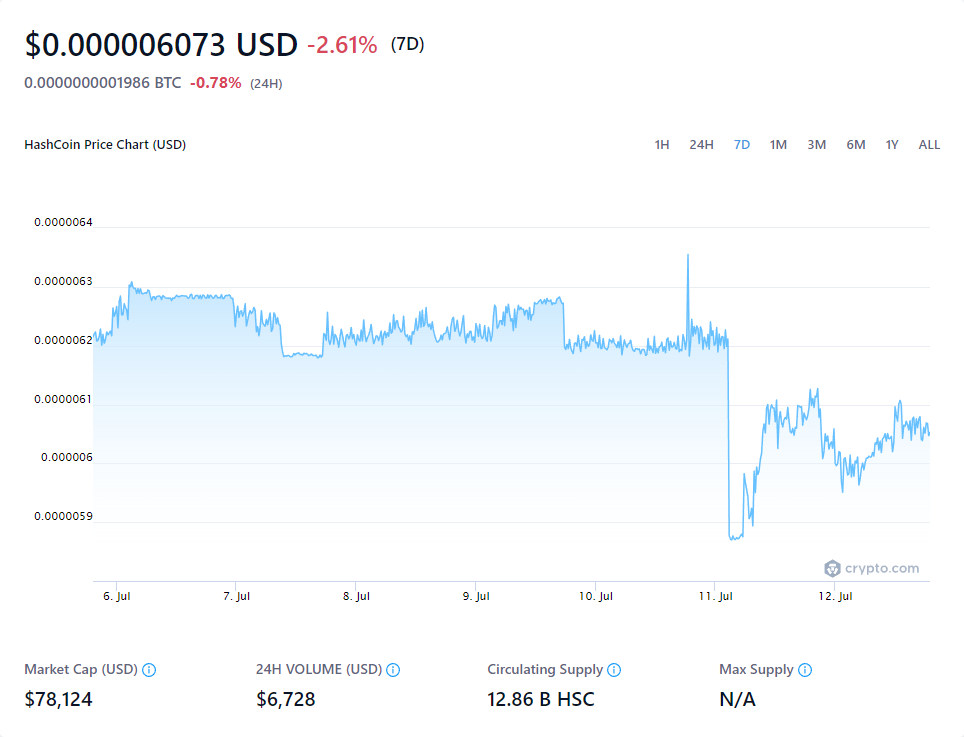 $0.000006073 USD -2.61% (7D)
0.0000000001986 BTC -0.78% (24H)
HashCoin Price Chart (USD) 1H 24H 7D 1M 3M 6M 1Y ALL
0.0000064
0.0000063
0.0000062
0.0000061
0.000006
0.0000059
crypto.com
6. Jul 7. Jul 8. Jul 9. Jul 10. Jul 11. Jul 12. Jul
Market Cap (USD) 24H VOLUME (USD) Circulating Supply Max Supply
$78,124 $6,728 12.86 B HSC N/A